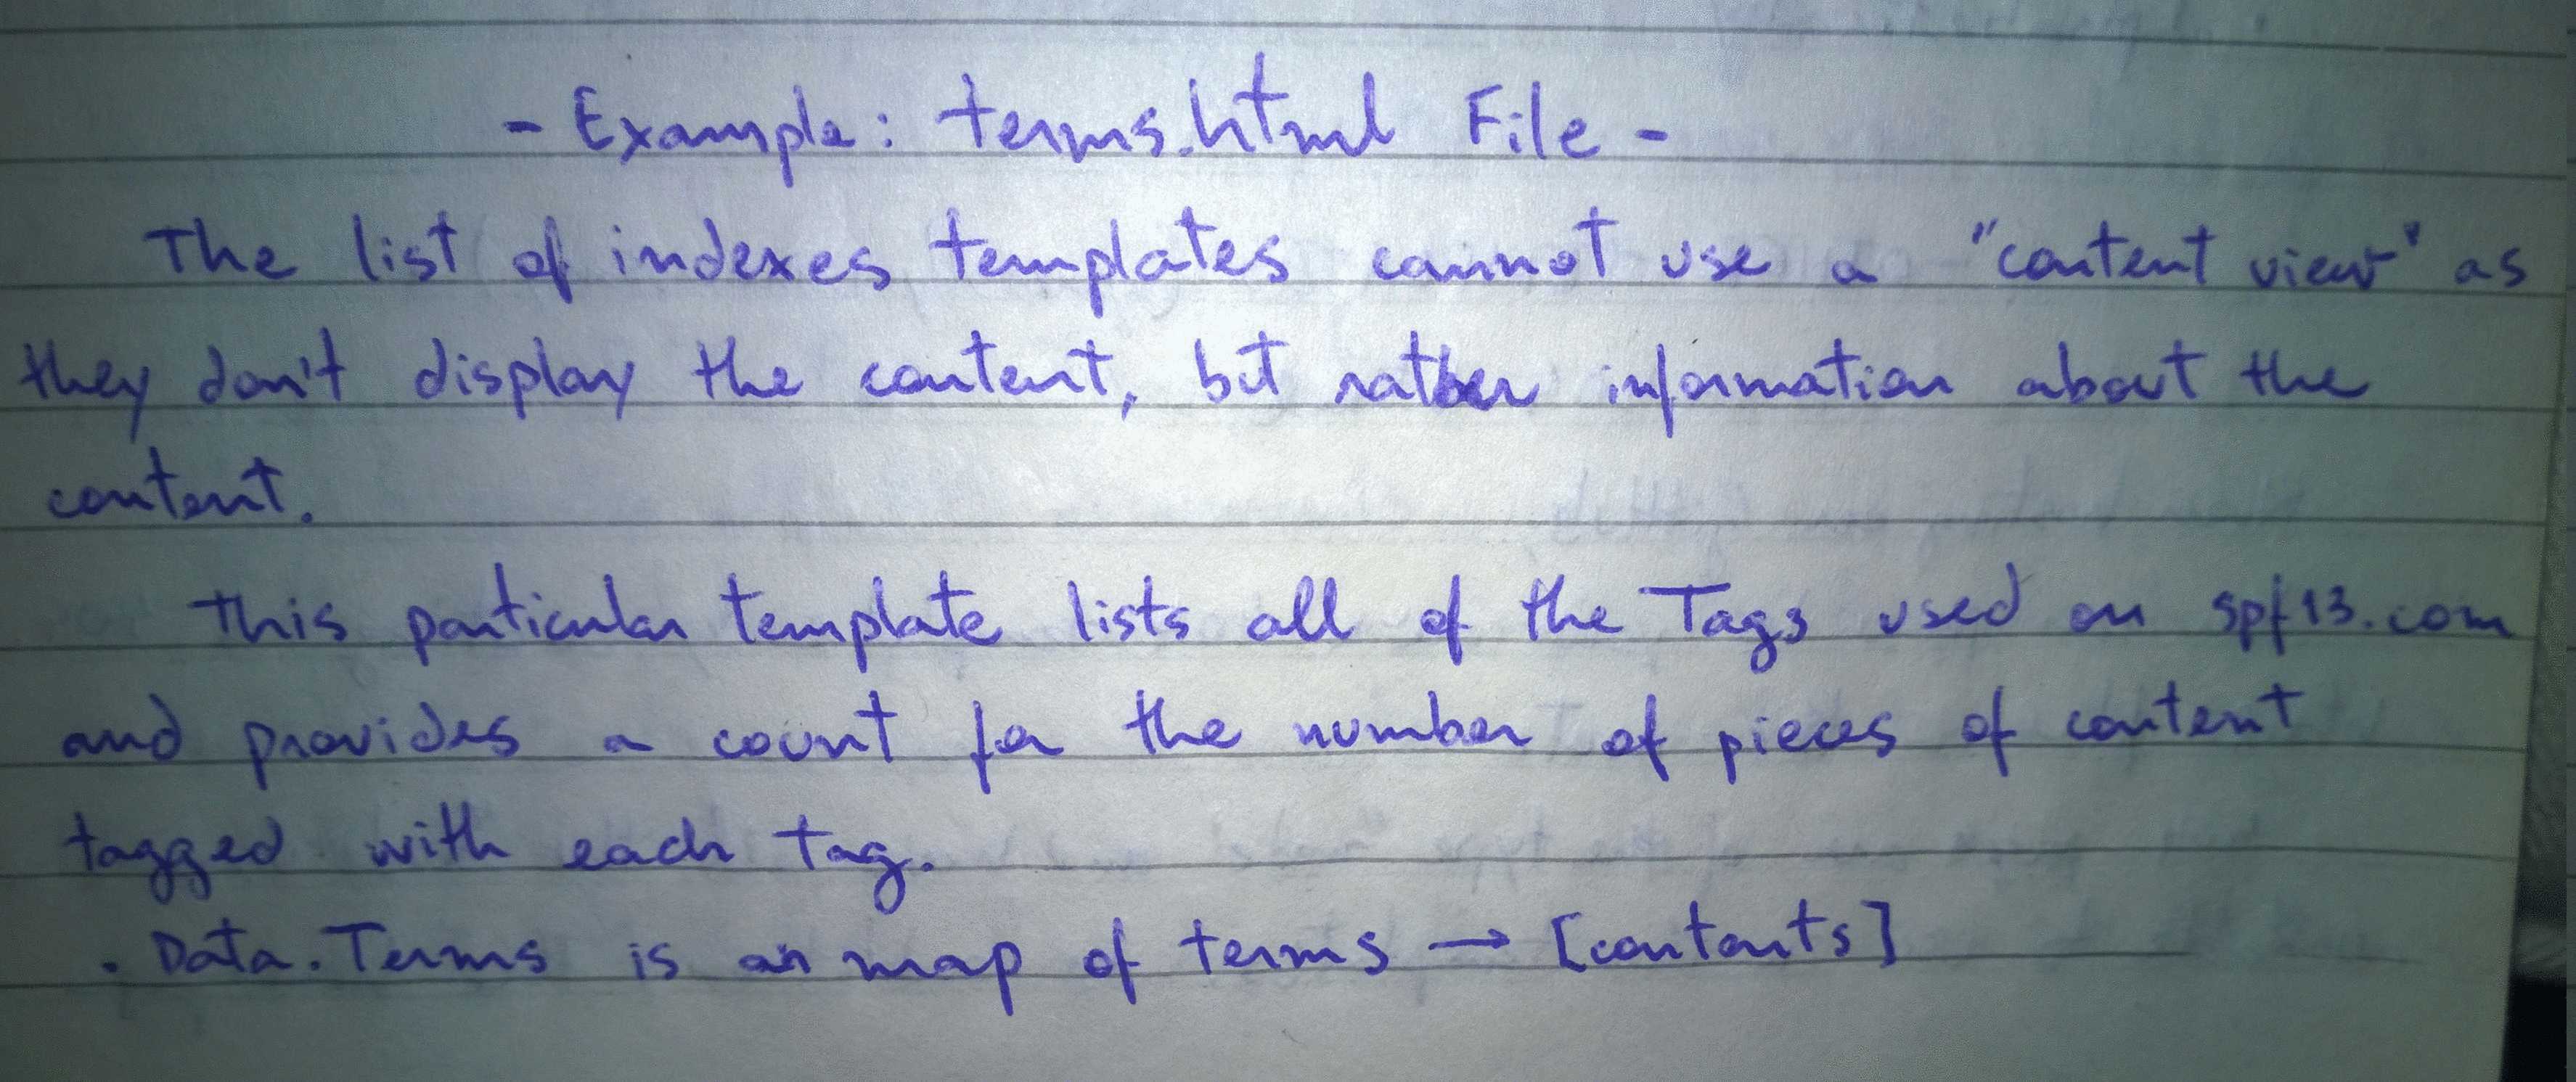 - Example: terms.html File -
The list of indexes templates cannot use a "content view" as
they don't display the content, but rather information about the
content.
This particular template lists all of the Tags used on spf13.com
and provides a count for the number of pieces of content
tagged with each tag.
.Data.Terms is an map of terms → [contents]